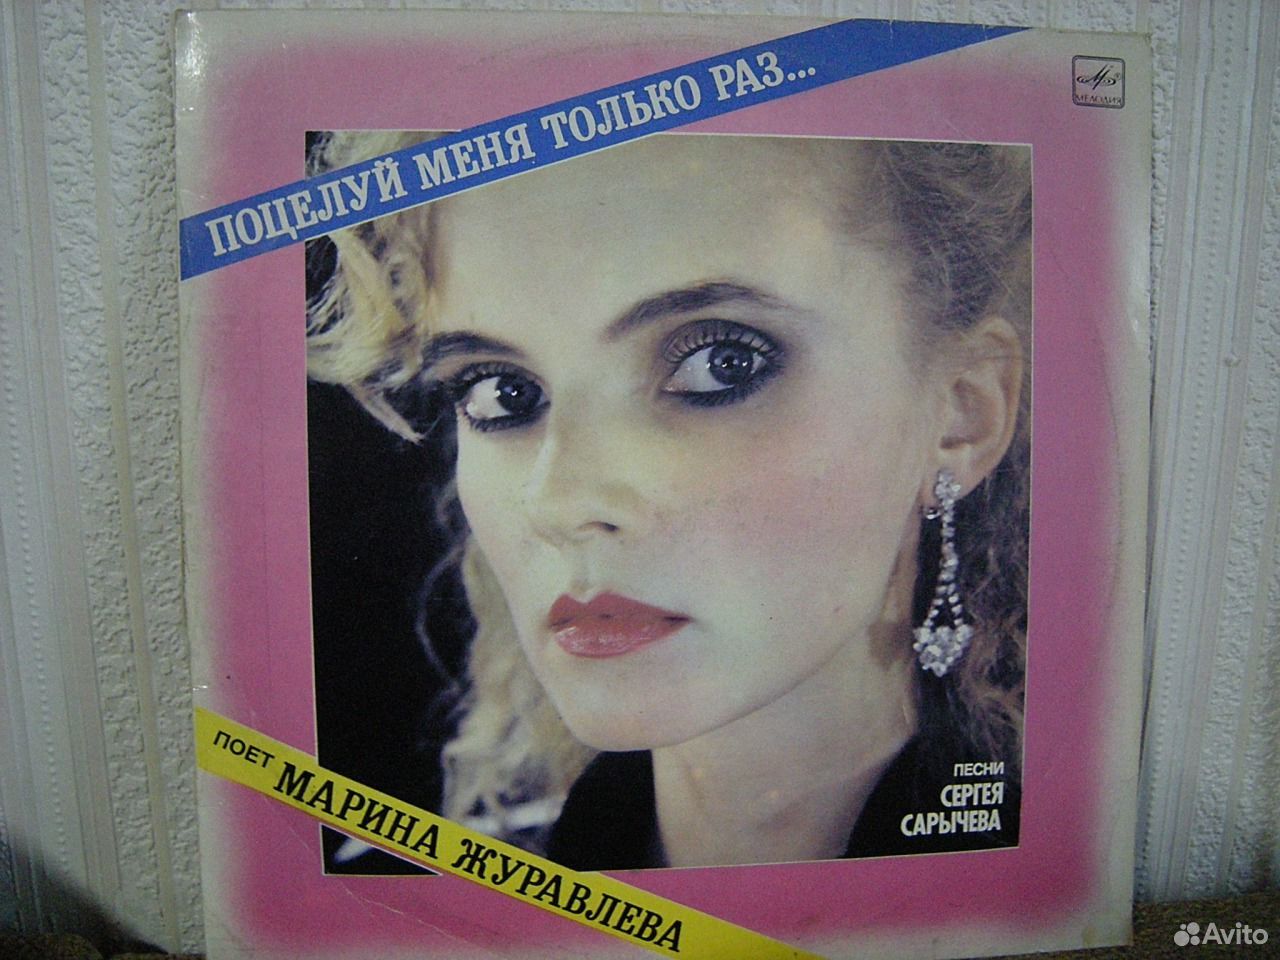 ПОЦЕЛУЙ МЕНЯ ТОЛЬКО РАЗ...
МЕЛОДИЯ
ПОЕТ МАРИНА ЖУРАВЛЕВА
ПЕСНИ
СЕРГЕЯ
САРЫЧЕВА
Avito